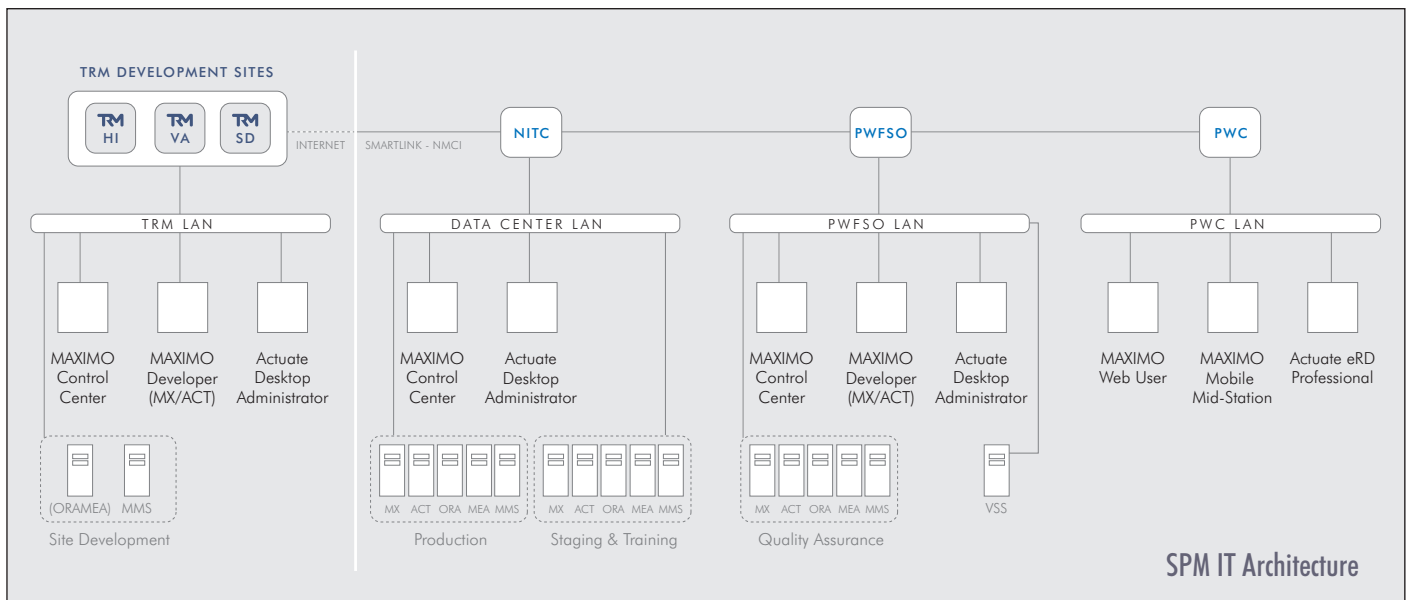 TRM DEVELOPMENT SITES
TRM HI
TRM VA
TRM SD
INTERNET
SMARTLINK - NMCI
NITC
PWFSO
PWC
TRM LAN
DATA CENTER LAN
PWFSO LAN
PWC LAN
MAXIMO
Control
Center
MAXIMO
Developer
(MX/ACT)
Actuate
Desktop
Administrator
MAXIMO
Control
Center
Actuate
Desktop
Administrator
MAXIMO
Control
Center
MAXIMO
Developer
(MX/ACT)
Actuate
Desktop
Administrator
MAXIMO
Web User
MAXIMO
Mobile
Mid-Station
Actuate eRD
Professional
(ORAMEA) MMS
Site Development
MX ACT ORA MEA MMS
Production
MX ACT ORA MEA MMS
Staging & Training
MX ACT ORA MEA MMS
Quality Assurance
VSS
SPM IT Architecture